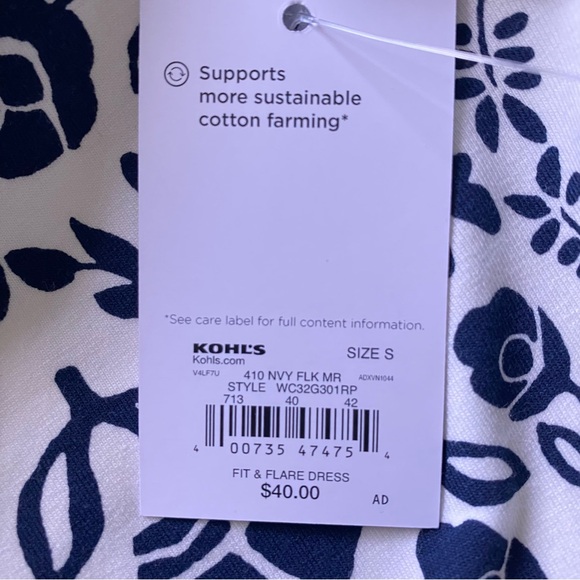 Supports
more sustainable
cotton farming*
*See care label for full content information.
KOHL'S SIZE S
Kohls.com
V4LF7U 410 NVY FLK MR ADXVN1044
STYLE WC32G301RP
713 40 42
4 00735 47475 4
FIT & FLARE DRESS
$40.00 AD